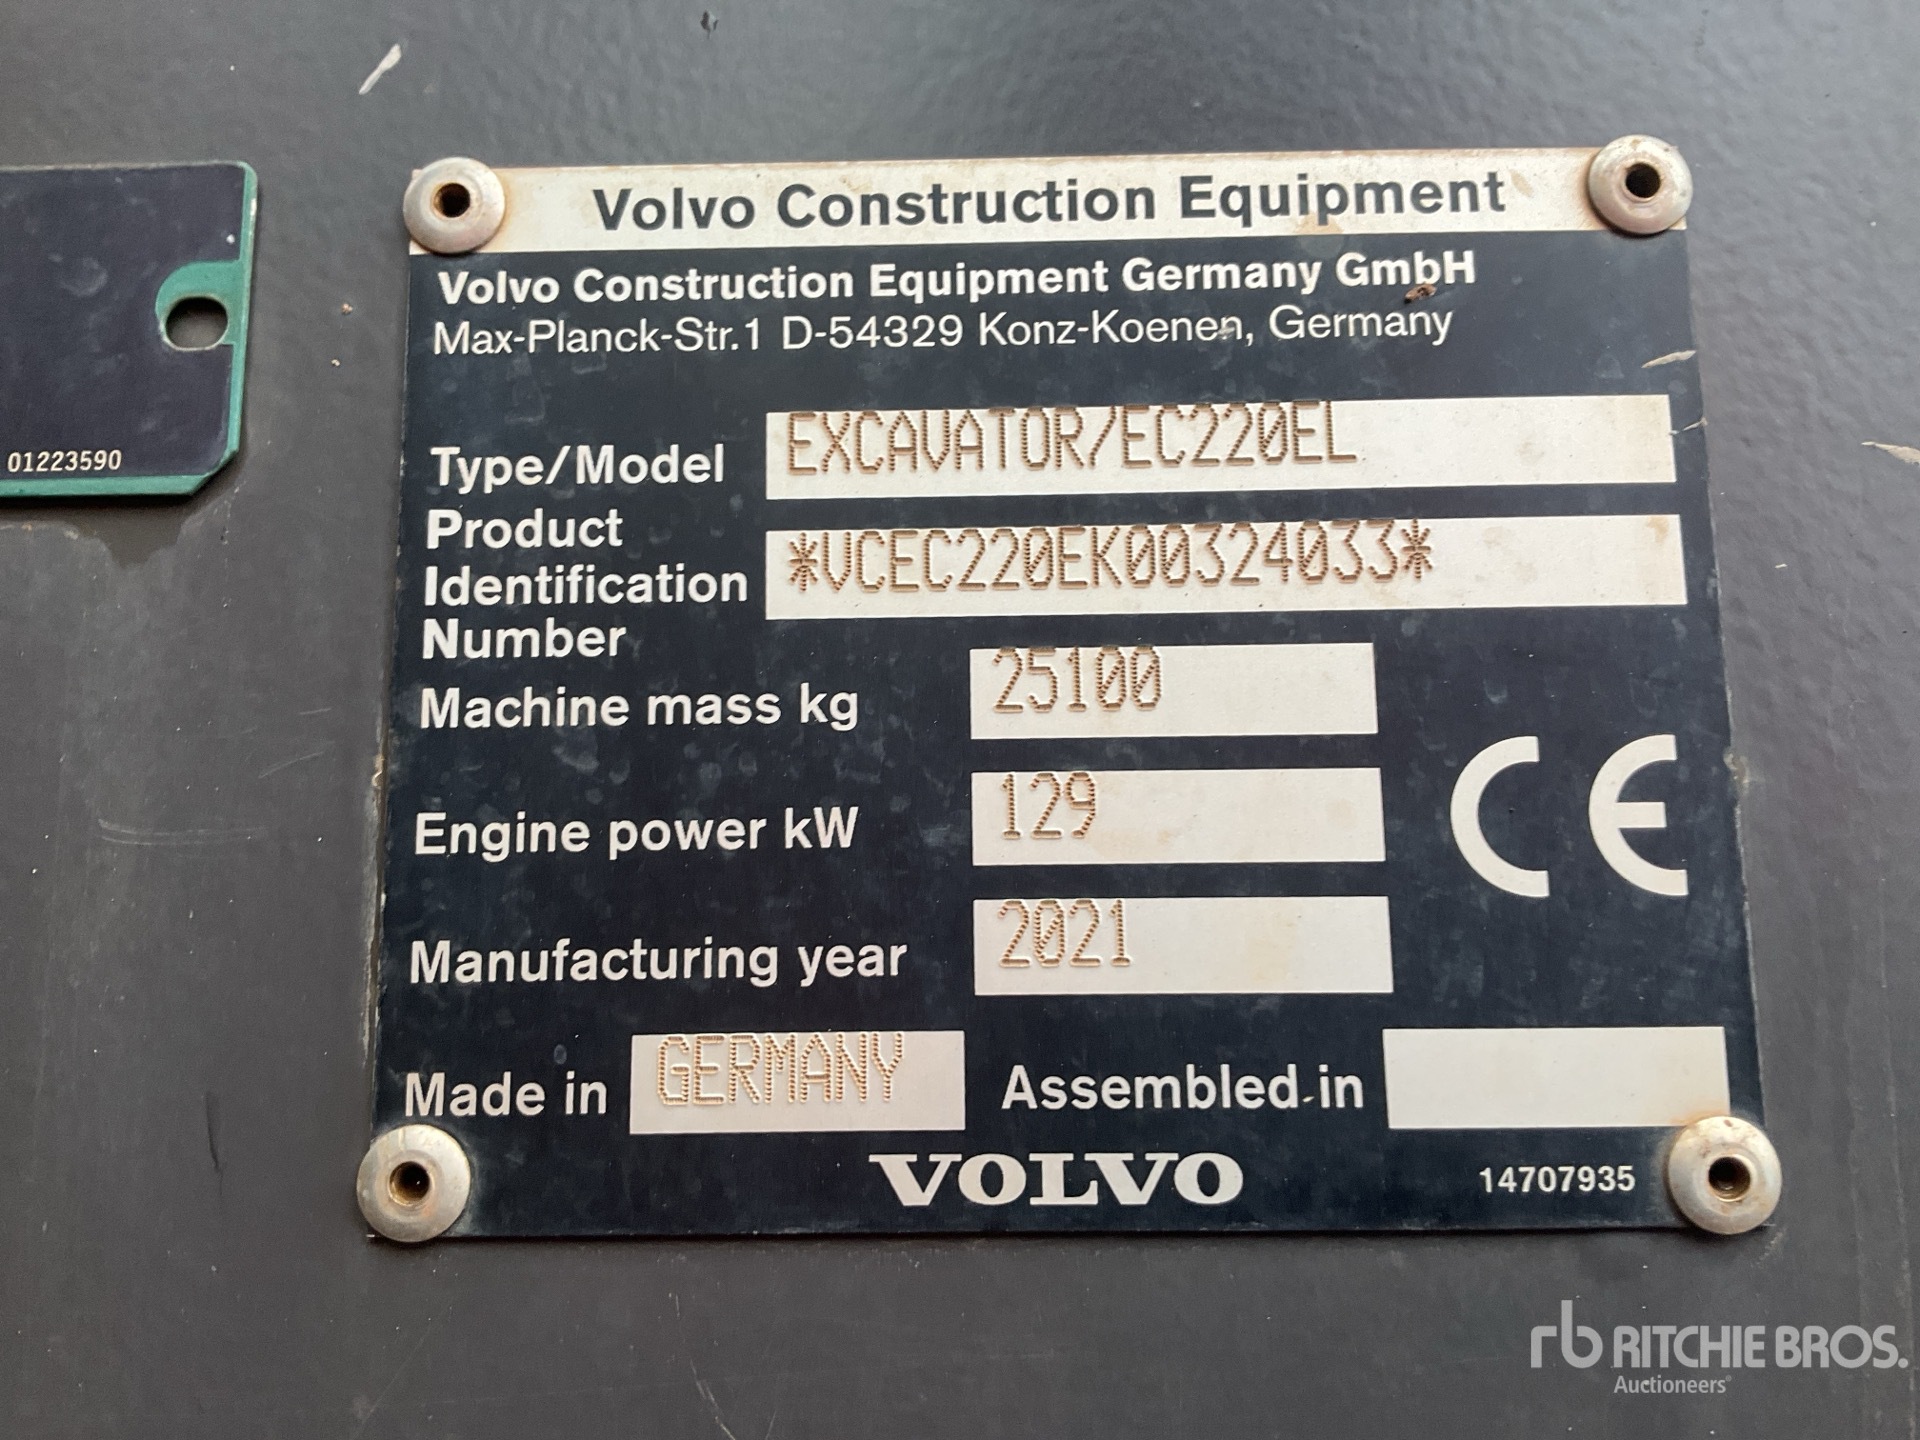 Volvo Construction Equipment
Volvo Construction Equipment Germany GmbH
Max-Planck-Str.1 D-54329 Konz-Koenen, Germany
Type/Model EXCAVATOR/EC220EL
Product Identification Number *VCEC220EK00324033*
Machine mass kg 25100
Engine power kW 129
Manufacturing year 2021
Made in GERMANY Assembled in
CE
VOLVO 14707935
01223590
rb RITCHIE BROS.
Auctioneers